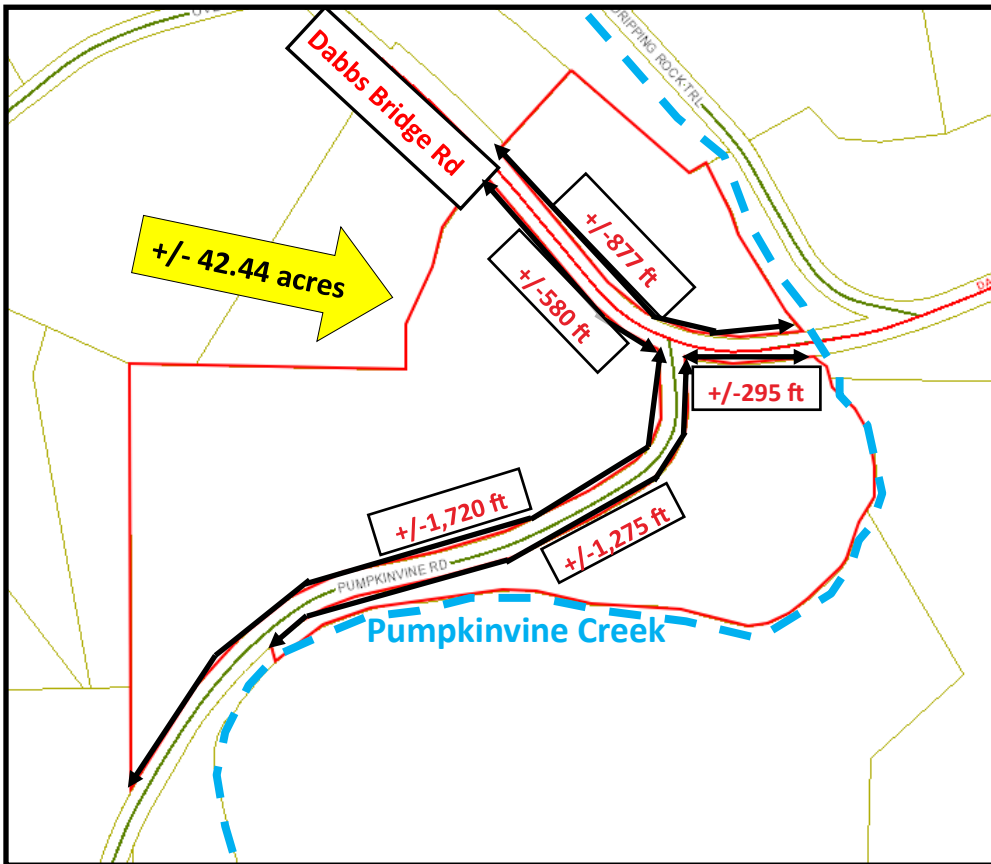 DRIPPING ROCK TRL
Dabbs Bridge Rd
+/-877 ft
+/- 42.44 acres
+/-580 ft
+/-295 ft
+/-1,720 ft
+/-1,275 ft
PUMPKINVINE RD
Pumpkinvine Creek